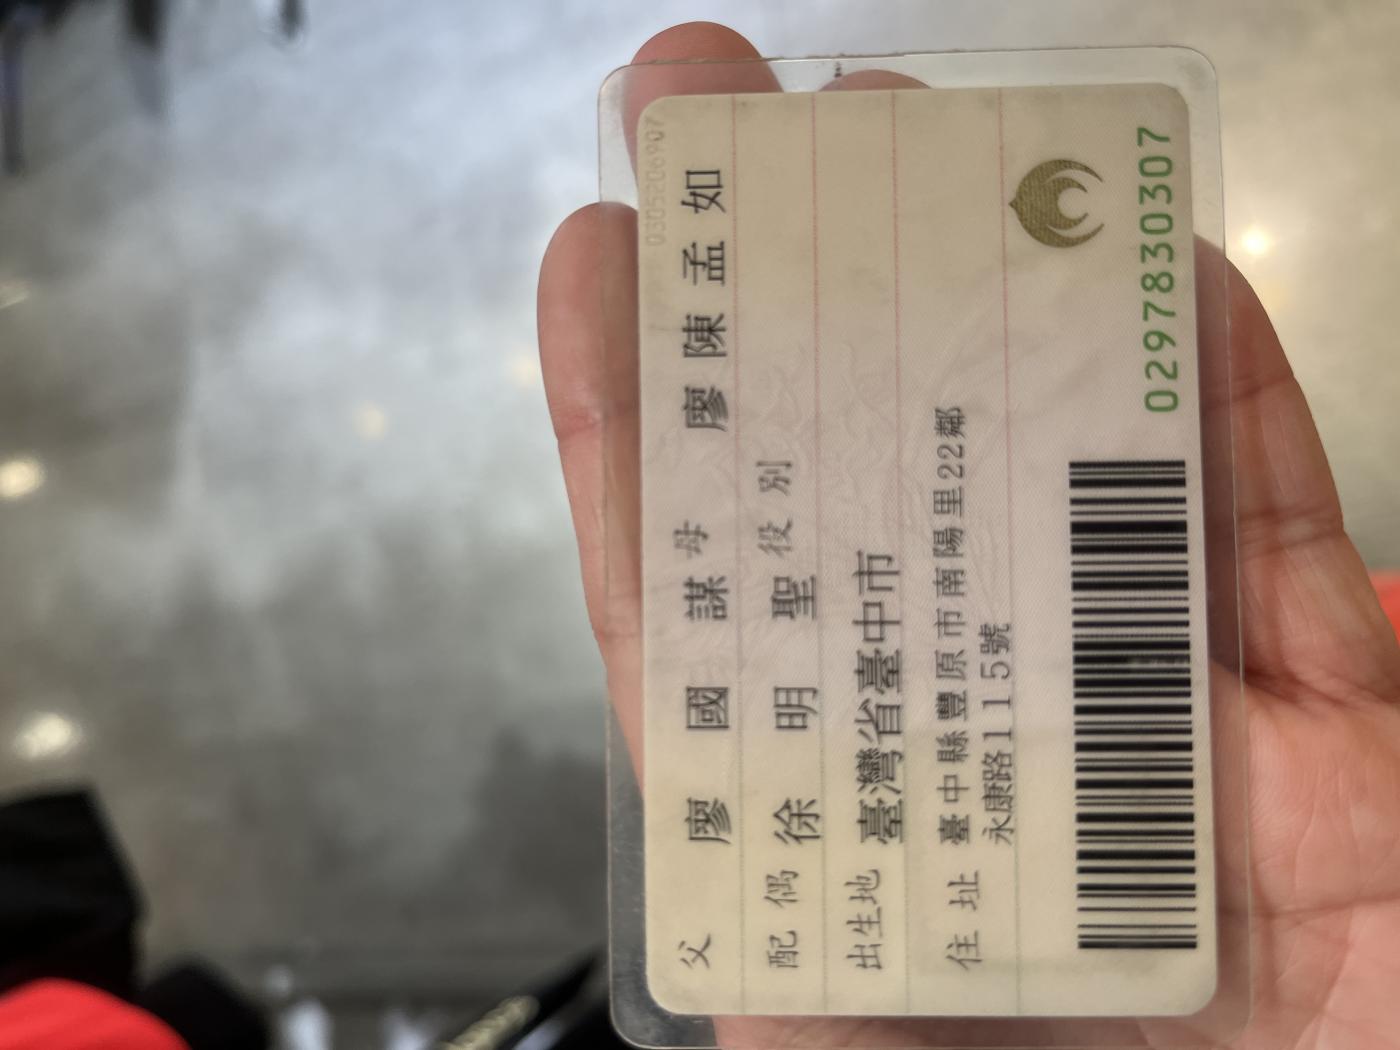 0305206907
父 廖國謀 母 廖陳孟如
配偶 徐明聖 役別
出生地 臺灣省臺中市
住址 臺中縣豐原市南陽里22鄰
永康路115號
0297830307